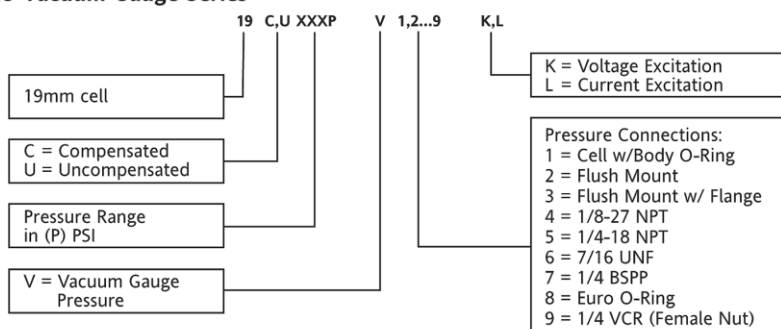 19 C,U XXXP V 1,2...9 K,L
19mm cell
C = Compensated
U = Uncompensated
Pressure Range
in (P) PSI
V = Vacuum Gauge
Pressure
K = Voltage Excitation
L = Current Excitation
Pressure Connections:
1 = Cell w/Body O-Ring
2 = Flush Mount
3 = Flush Mount w/ Flange
4 = 1/8-27 NPT
5 = 1/4-18 NPT
6 = 7/16 UNF
7 = 1/4 BSPP
8 = Euro O-Ring
9 = 1/4 VCR (Female Nut)